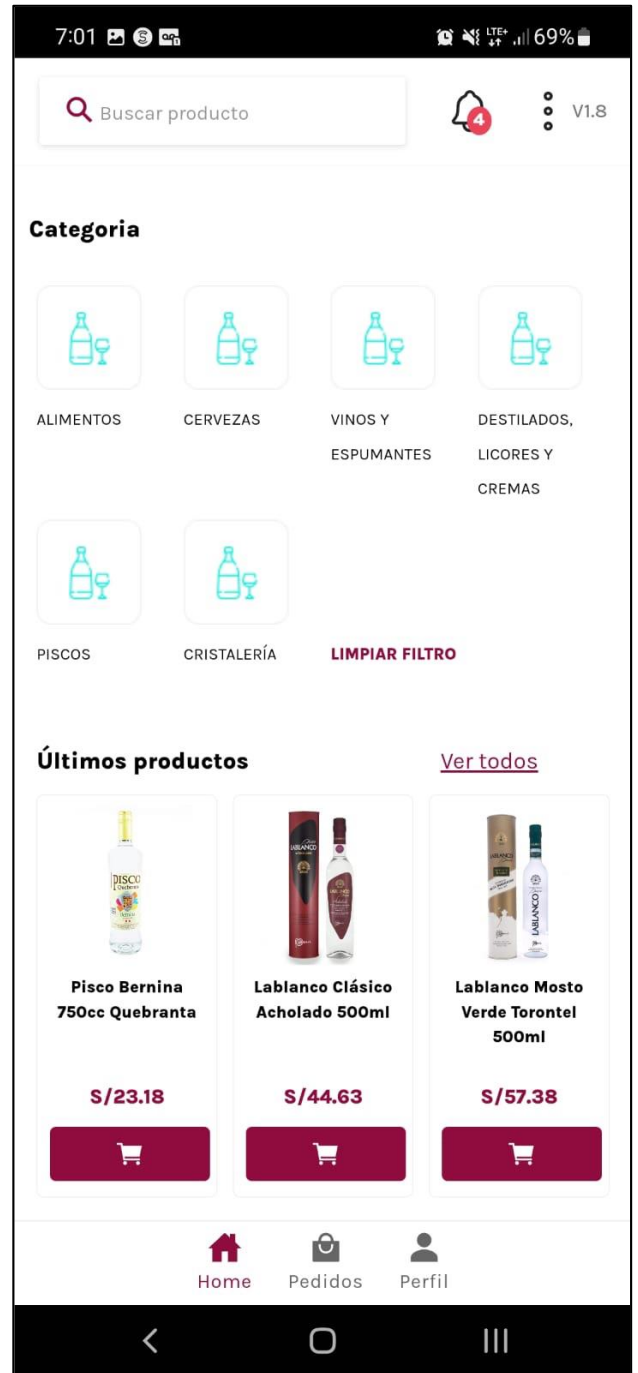 7:01 LTE+ 69%
Buscar producto 4 V1.8
Categoria
ALIMENTOS CERVEZAS VINOS Y DESTILADOS,
ESPUMANTES LICORES Y
CREMAS
PISCOS CRISTALERÍA LIMPIAR FILTRO
Últimos productos Ver todos
PISCO
LABLANCO
LABLANCO
LABLANCO
Pisco Bernina Lablanco Clásico Lablanco Mosto
750cc Quebranta Acholado 500ml Verde Torontel
500ml
S/23.18 S/44.63 S/57.38
Home Pedidos Perfil